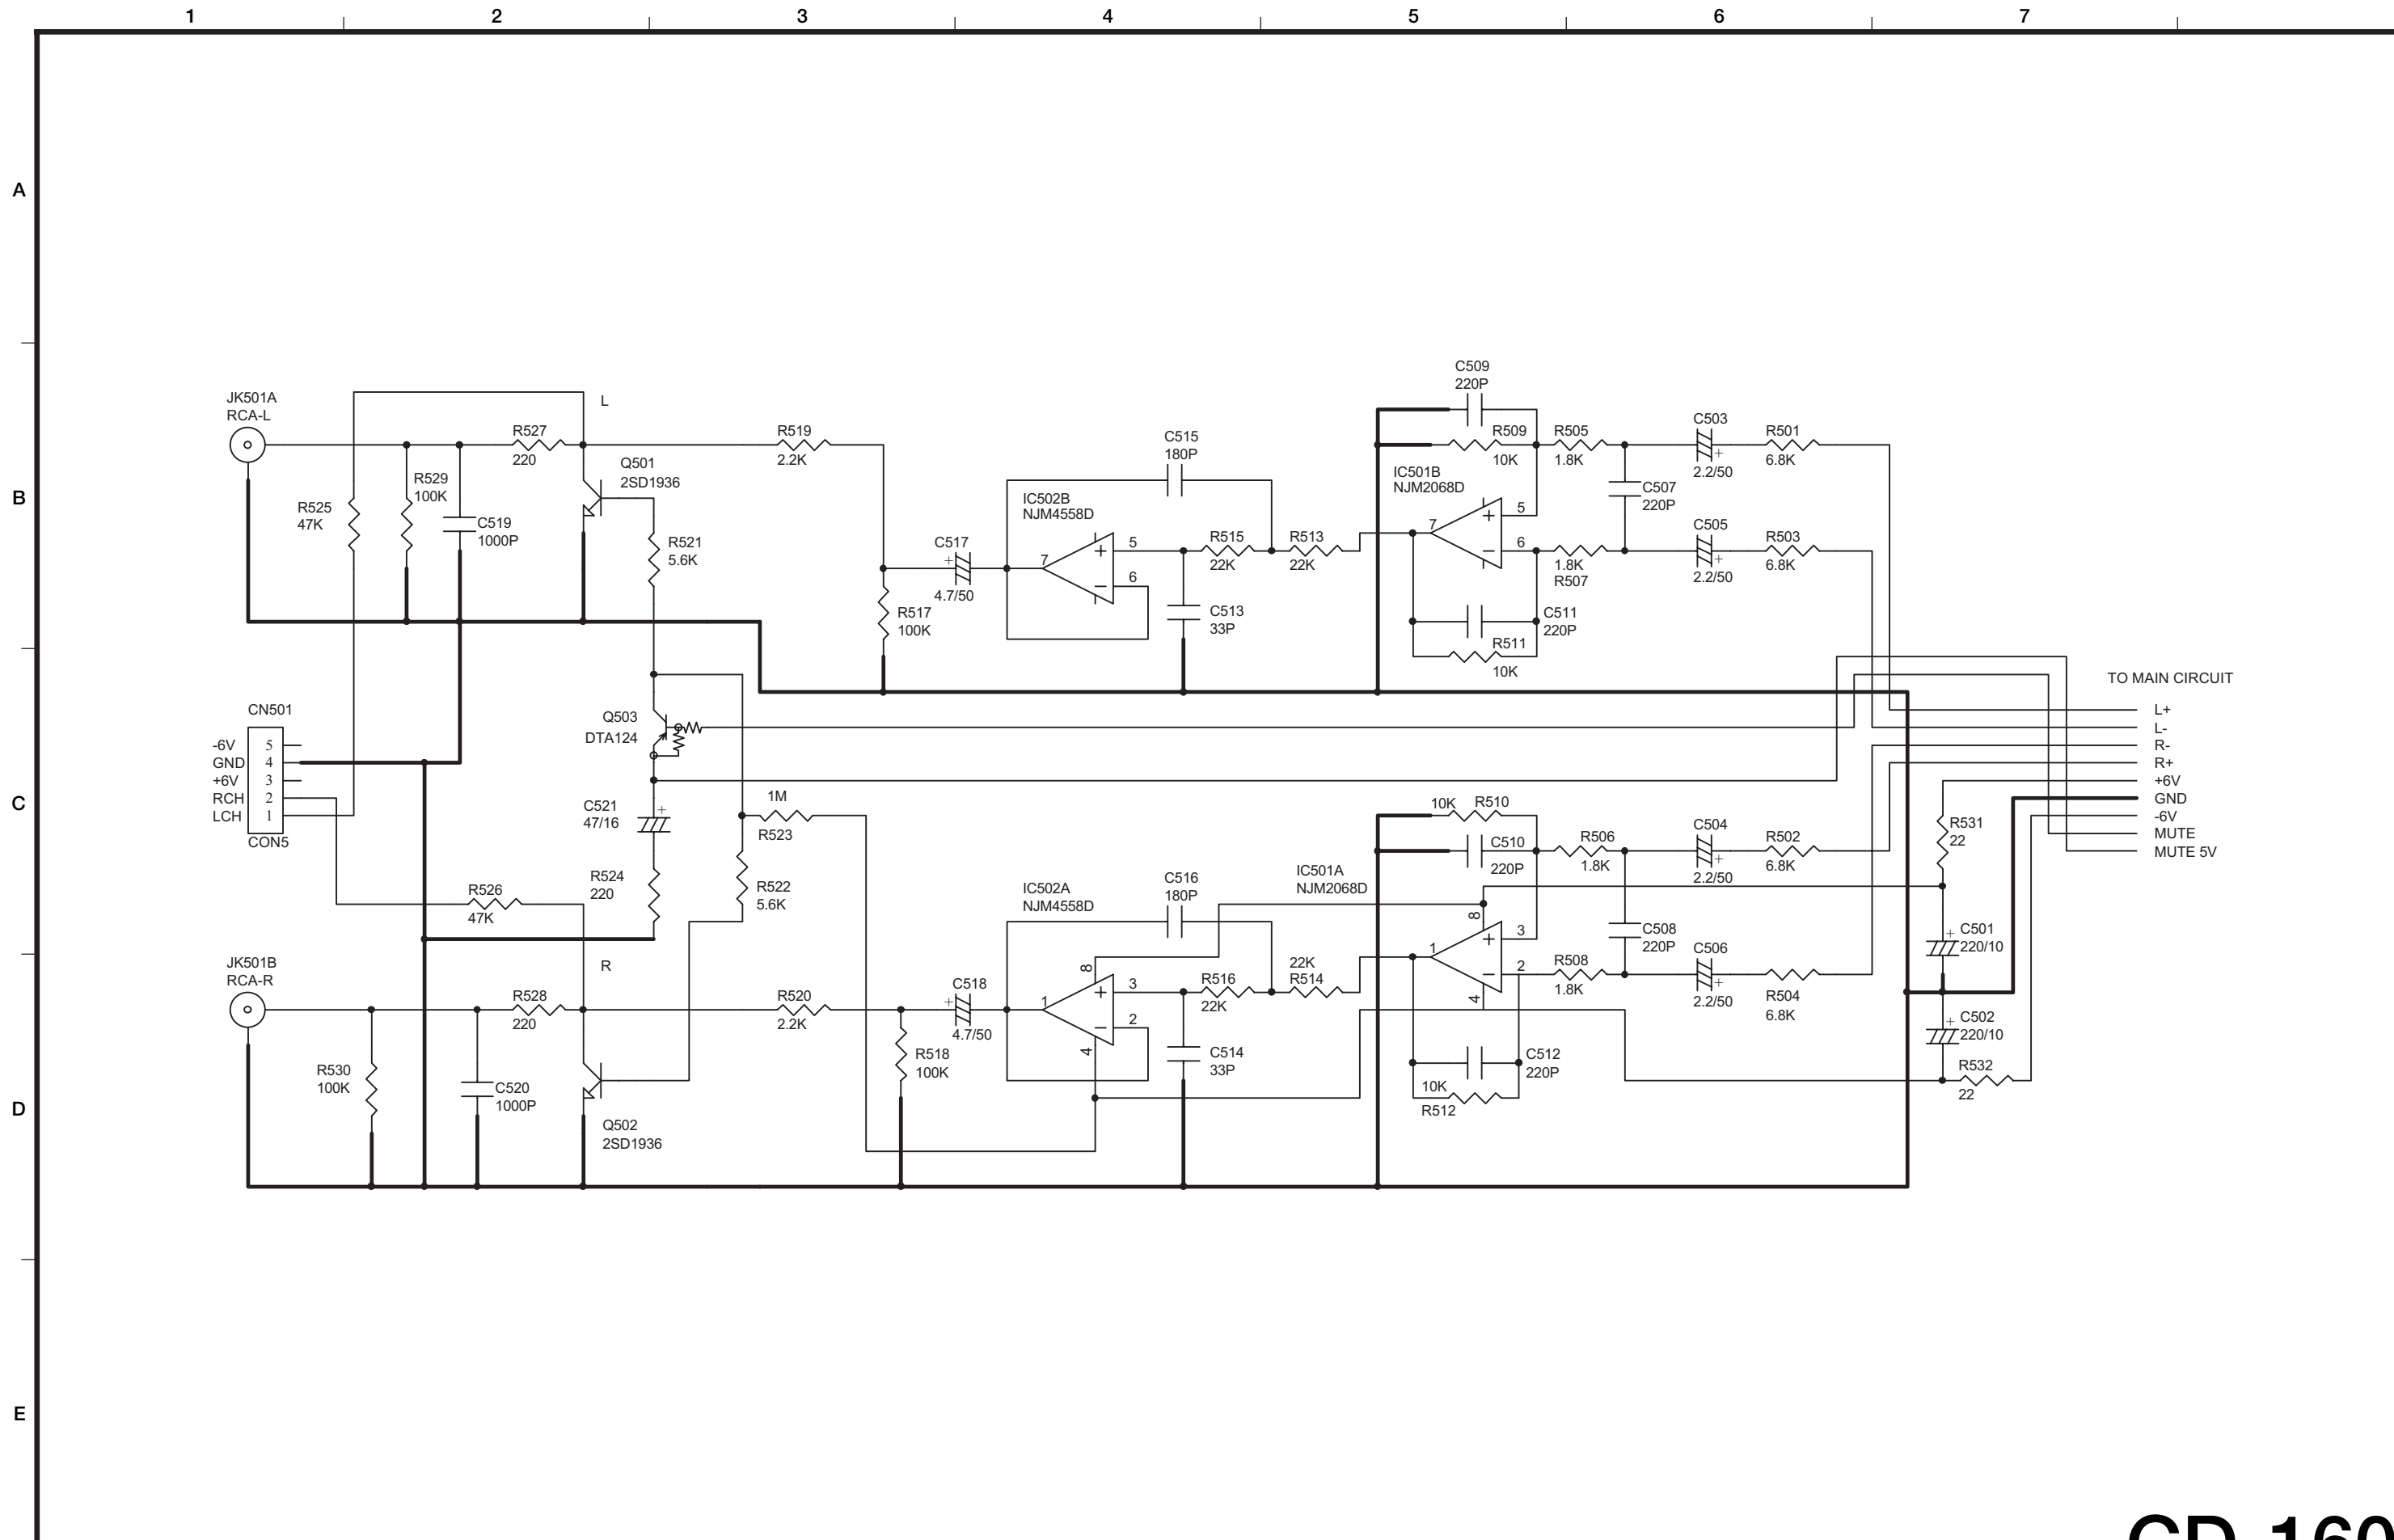 1 2 3 4 5 6 7
A
B
C
D
E
JK501A
RCA-L
R525
47K
R529
100K
C519
1000P
R527
220
L
Q501
2SD1936
R521
5.6K
R519
2.2K
R517
100K
C517
+
4.7/50
IC502B
NJM4558D
7
+
5
−
6
C515
180P
R515
22K
R513
22K
C513
33P
C509
220P
R509
10K
IC501B
NJM2068D
7
+
5
−
6
R505
1.8K
1.8K
R507
C511
220P
R511
10K
C507
220P
C503
+
2.2/50
R501
6.8K
C505
+
2.2/50
R503
6.8K
TO MAIN CIRCUIT
L+
L-
R-
R+
+6V
GND
-6V
MUTE
MUTE 5V
CN501
-6V 5
GND 4
+6V 3
RCH 2
LCH 1
CON5
Q503
DTA124
C521
47/16
+
R524
220
1M
R523
R522
5.6K
R526
47K
JK501B
RCA-R
R530
100K
C520
1000P
R528
220
R
Q502
2SD1936
R520
2.2K
R518
100K
C518
+
4.7/50
IC502A
NJM4558D
8
1
+
3
−
2
4
C516
180P
R516
22K
22K
R514
C514
33P
10K R510
C510
220P
IC501A
NJM2068D
8
1
+
3
−
2
4
R506
1.8K
R508
1.8K
C512
220P
10K
R512
C508
220P
C504
+
2.2/50
R502
6.8K
C506
+
2.2/50
R504
6.8K
R531
22
C501
+
220/10
C502
+
220/10
R532
22